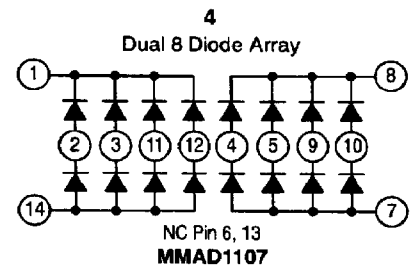 4
Dual 8 Diode Array
1 8
2 3 11 12 4 5 9 10
14 7
NC Pin 6, 13
MMAD1107